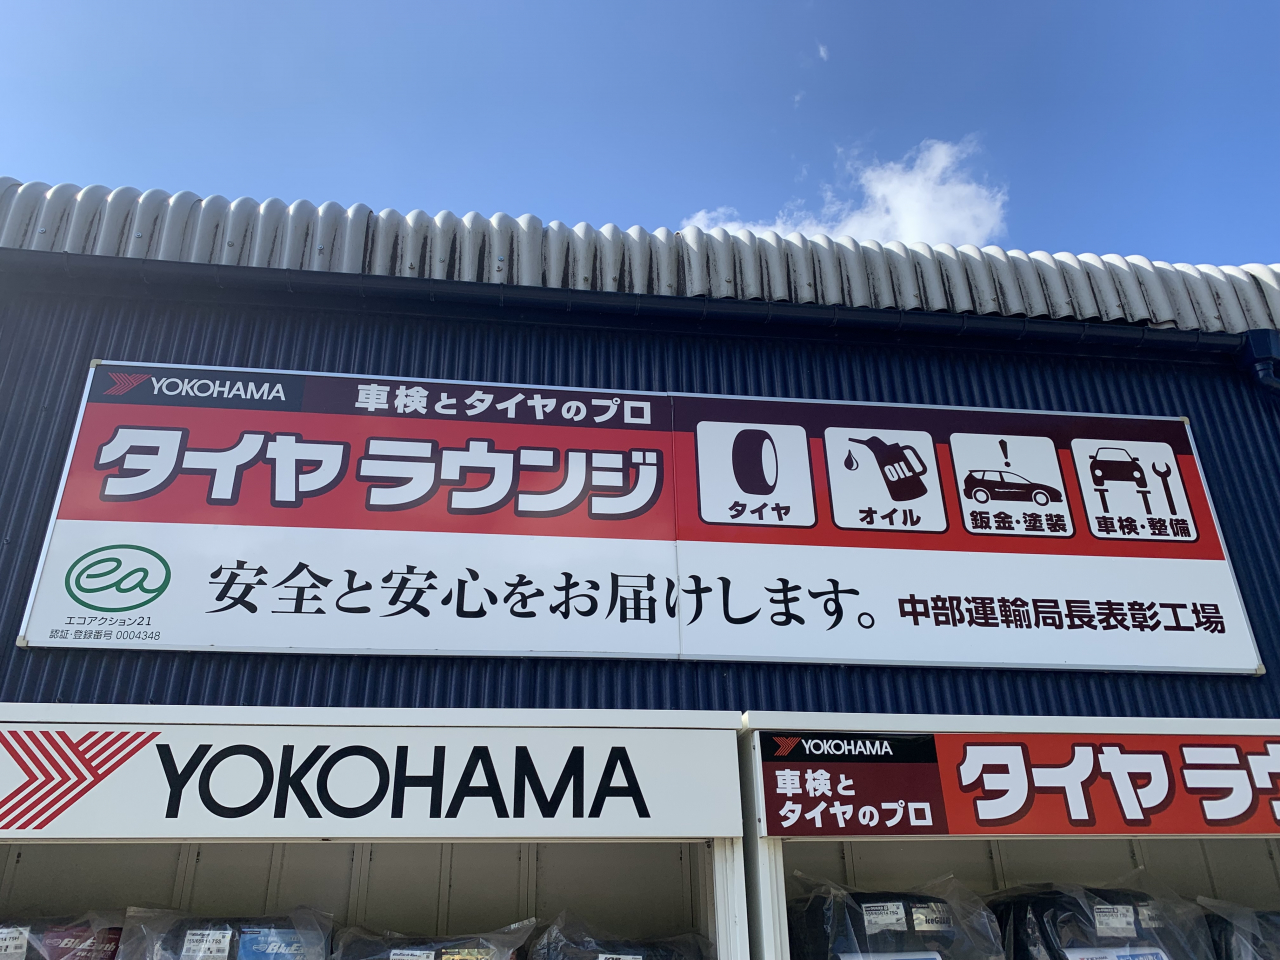 YOKOHAMA
車検とタイヤのプロ
タイヤ ラウンジ
タイヤ
OIL
オイル
鈑金・塗装
車検・整備
ea
エコアクション21
認証・登録番号 0004348
安全と安心をお届けします。
中部運輸局長表彰工場
YOKOHAMA
YOKOHAMA
車検と
タイヤのプロ
タイヤ ラウ
BluEarth
BluEarth
iceGUARD